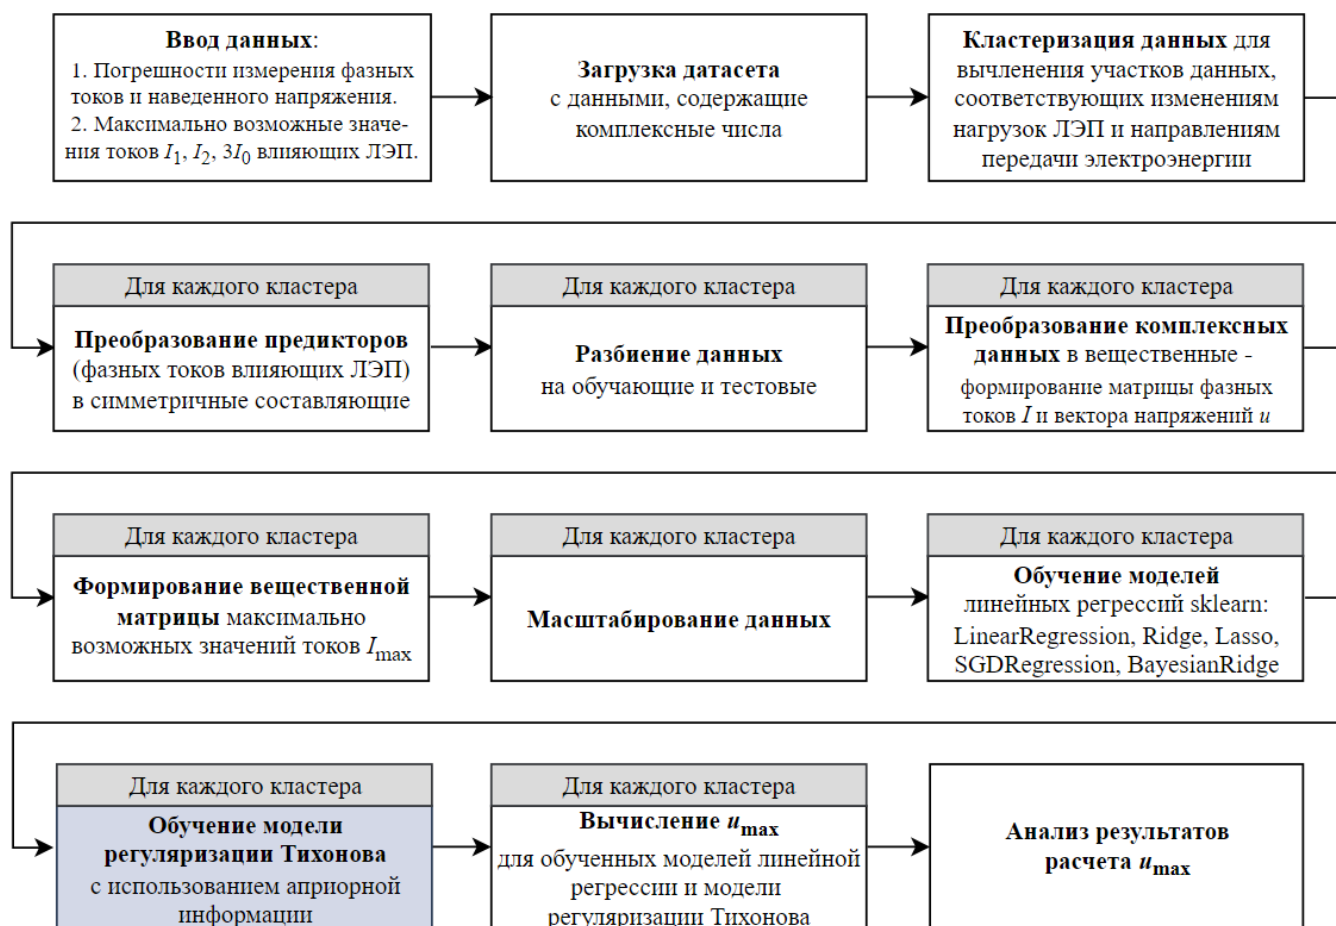 Ввод данных:
1. Погрешности измерения фазных
токов и наведенного напряжения.
2. Максимально возможные значе-
ния токов I1, I2, 3I0 влияющих ЛЭП.
Загрузка датасета
с данными, содержащие
комплексные числа
Кластеризация данных для
вычленения участков данных,
соответствующих изменениям
нагрузок ЛЭП и направлениям
передачи электроэнергии
Для каждого кластера
Преобразование предикторов
(фазных токов влияющих ЛЭП)
в симметричные составляющие
Для каждого кластера
Разбиение данных
на обучающие и тестовые
Для каждого кластера
Преобразование комплексных
данных в вещественные -
формирование матрицы фазных
токов I и вектора напряжений u
Для каждого кластера
Формирование вещественной
матрицы максимально
возможных значений токов Imax
Для каждого кластера
Масштабирование данных
Для каждого кластера
Обучение моделей
линейных регрессий sklearn:
LinearRegression, Ridge, Lasso,
SGDRegression, BayesianRidge
Для каждого кластера
Обучение модели
регуляризации Тихонова
с использованием априорной
информации
Для каждого кластера
Вычисление umax
для обученных моделей линейной
регрессии и модели
регуляризации Тихонова
Анализ результатов
расчета umax